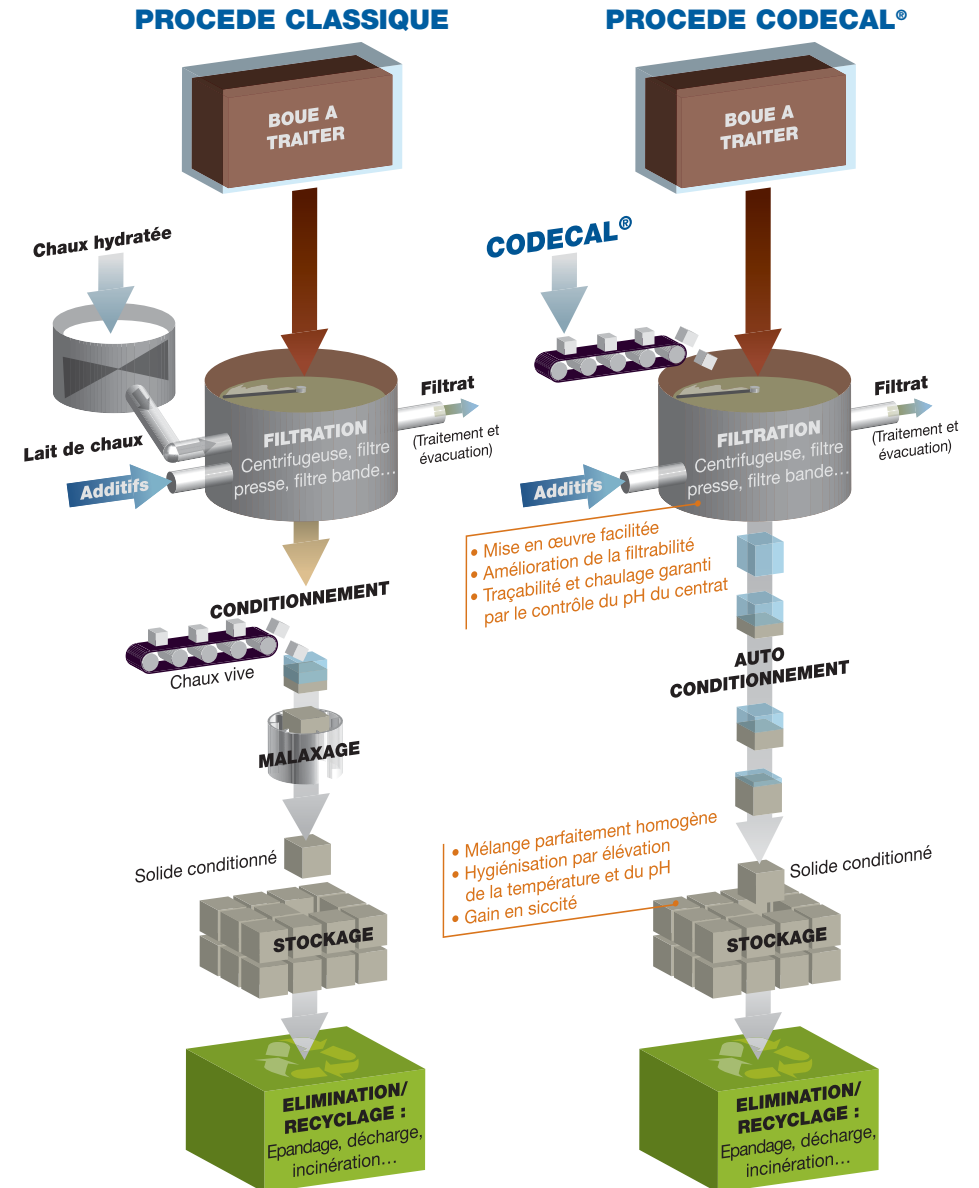 PROCEDE CLASSIQUE
BOUE A
TRAITER
Chaux hydratée
Lait de chaux
Additifs
FILTRATION
Centrifugeuse, filtre
presse, filtre bande...
Filtrat
(Traitement et
évacuation)
CONDITIONNEMENT
Chaux vive
MALAXAGE
Solide conditionné
STOCKAGE
ELIMINATION/
RECYCLAGE :
Epandage, décharge,
incinération...
PROCEDE CODECAL®
BOUE A
TRAITER
CODECAL®
Additifs
FILTRATION
Centrifugeuse, filtre
presse, filtre bande...
Filtrat
(Traitement et
évacuation)
• Mise en œuvre facilitée
• Amélioration de la filtrabilité
• Traçabilité et chaulage garanti
par le contrôle du pH du centrat
AUTO
CONDITIONNEMENT
• Mélange parfaitement homogène
• Hygiénisation par élévation
de la température et du pH
• Gain en siccité
Solide conditionné
STOCKAGE
ELIMINATION/
RECYCLAGE :
Epandage, décharge,
incinération...